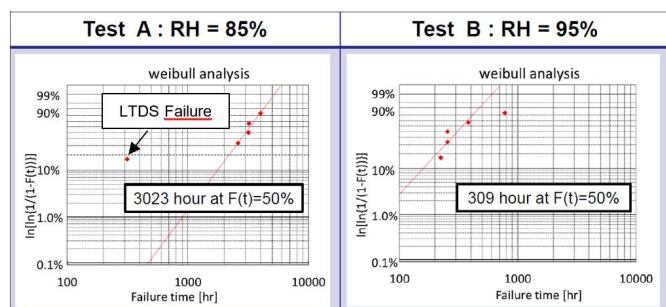 Test A : RH = 85%
Test B : RH = 95%
weibull analysis
99%
90%
10%
1.0%
0.1%
ln[ln{1/(1-F(t))}]
LTDS Failure
3023 hour at F(t)=50%
100
1000
10000
Failure time [hr]
weibull analysis
99%
90%
10%
1.0%
0.1%
ln[ln{1/(1-F(t))}]
309 hour at F(t)=50%
100
1000
10000
Failure time [hr]